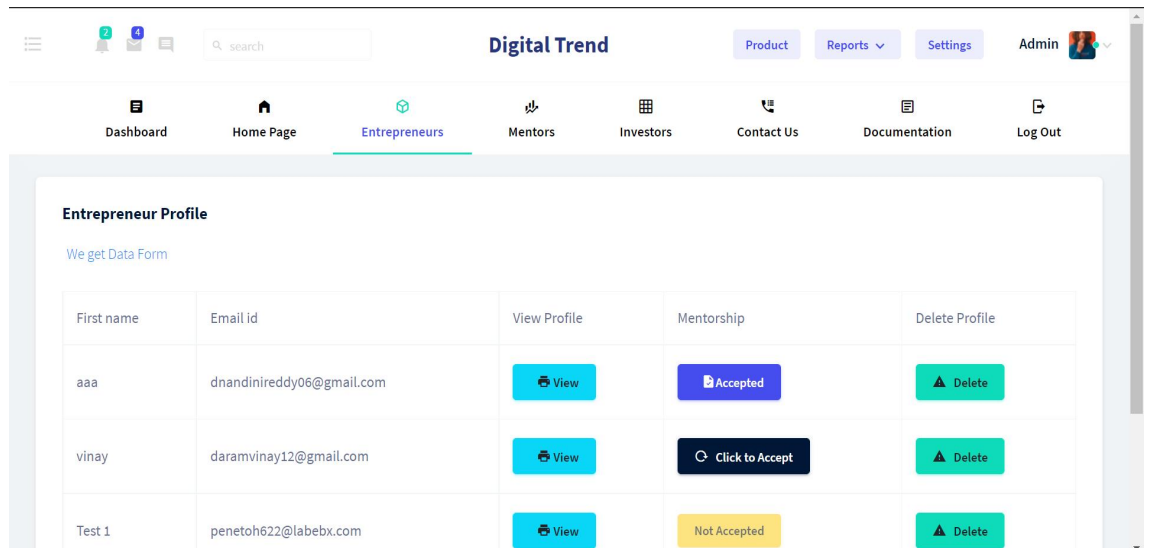 2 4
search
Digital Trend
Product Reports Settings Admin
Dashboard Home Page Entrepreneurs Mentors Investors Contact Us Documentation Log Out
Entrepreneur Profile
We get Data Form
First name Email id View Profile Mentorship Delete Profile
aaa dnandinireddy06@gmail.com View Accepted Delete
vinay daramvinay12@gmail.com View Click to Accept Delete
Test 1 penetoh622@labebx.com View Not Accepted Delete